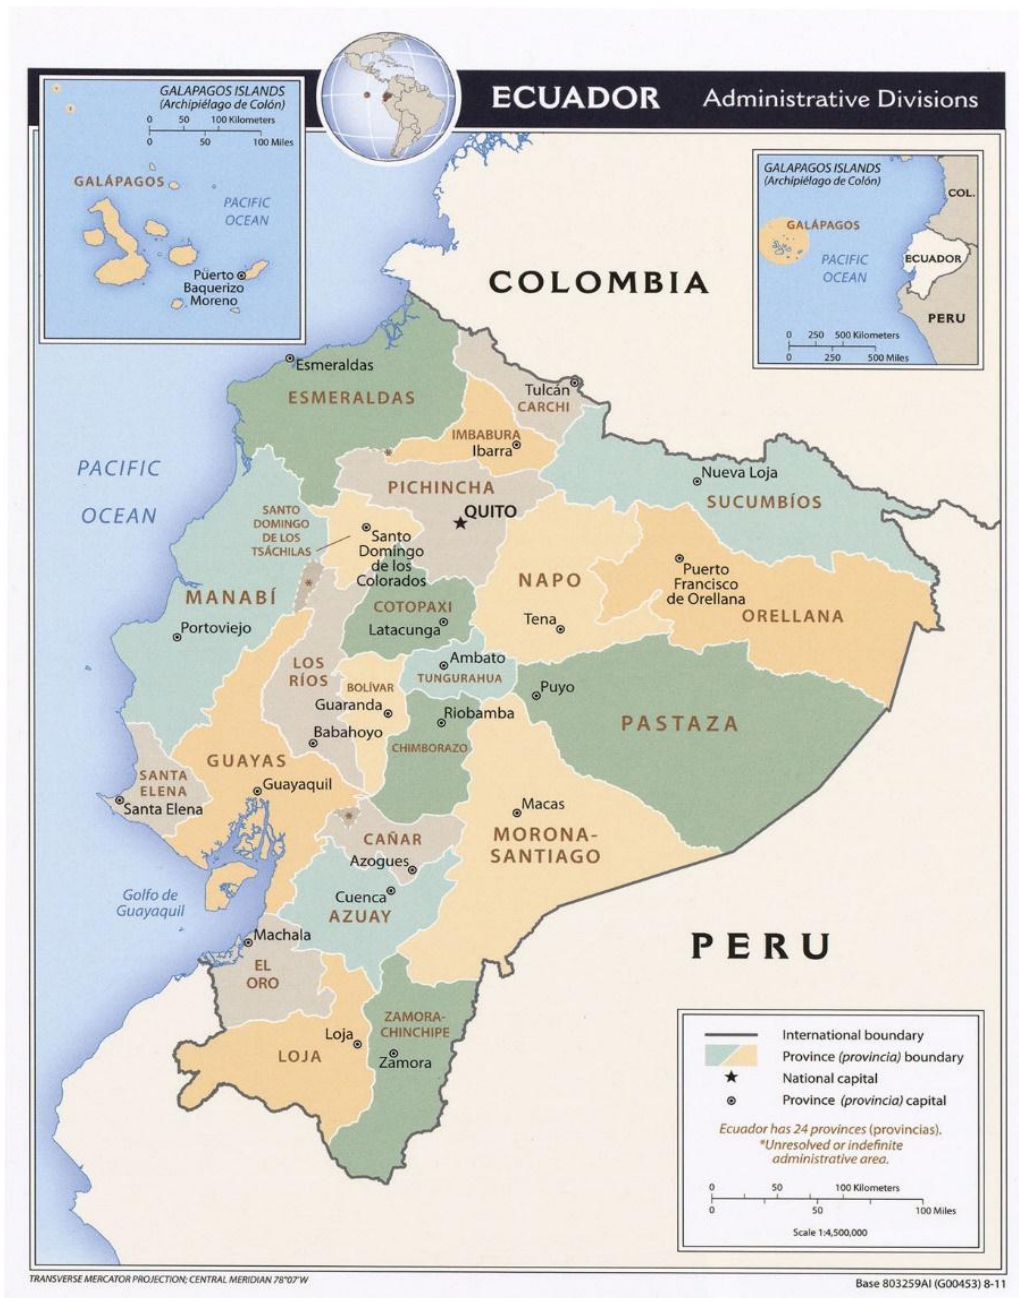 ECUADOR Administrative Divisions
GALAPAGOS ISLANDS
(Archipiélago de Colón)
0 50 100 Kilometers
0 50 100 Miles
GALÁPAGOS
PACIFIC
OCEAN
Puerto
Baquerizo
Moreno
GALAPAGOS ISLANDS
(Archipiélago de Colón)
COL.
GALÁPAGOS
PACIFIC
OCEAN
ECUADOR
PERU
0 250 500 Kilometers
0 250 500 Miles
COLOMBIA
Esmeraldas
ESMERALDAS
Tulcán
CARCHI
IMBABURA
Ibarra
*
PACIFIC
OCEAN
PICHINCHA
QUITO
Nueva Loja
SUCUMBÍOS
SANTO
DOMINGO
DE LOS
TSÁCHILAS
Santo
Domingo
de los
Colorados
*
MANABÍ
Portoviejo
COTOPAXI
Latacunga
NAPO
Tena
Puerto
Francisco
de Orellana
ORELLANA
LOS
RÍOS
BOLÍVAR
Guaranda
Babahoyo
Ambato
TUNGURAHUA
Puyo
PASTAZA
Riobamba
CHIMBORAZO
GUAYAS
Guayaquil
SANTA
ELENA
Santa Elena
*
CAÑAR
Azogues
Macas
MORONA-
SANTIAGO
Golfo de
Guayaquil
Cuenca
AZUAY
Machala
EL
ORO
PERU
ZAMORA-
CHINCHIPE
Zamora
Loja
LOJA
International boundary
Province (provincia) boundary
National capital
Province (provincia) capital
Ecuador has 24 provinces (provincias).
*Unresolved or indefinite
administrative area.
0 50 100 Kilometers
0 50 100 Miles
Scale 1:4,500,000
TRANSVERSE MERCATOR PROJECTION; CENTRAL MERIDIAN 78°07'W
Base 803259AI (G00453) 8-11